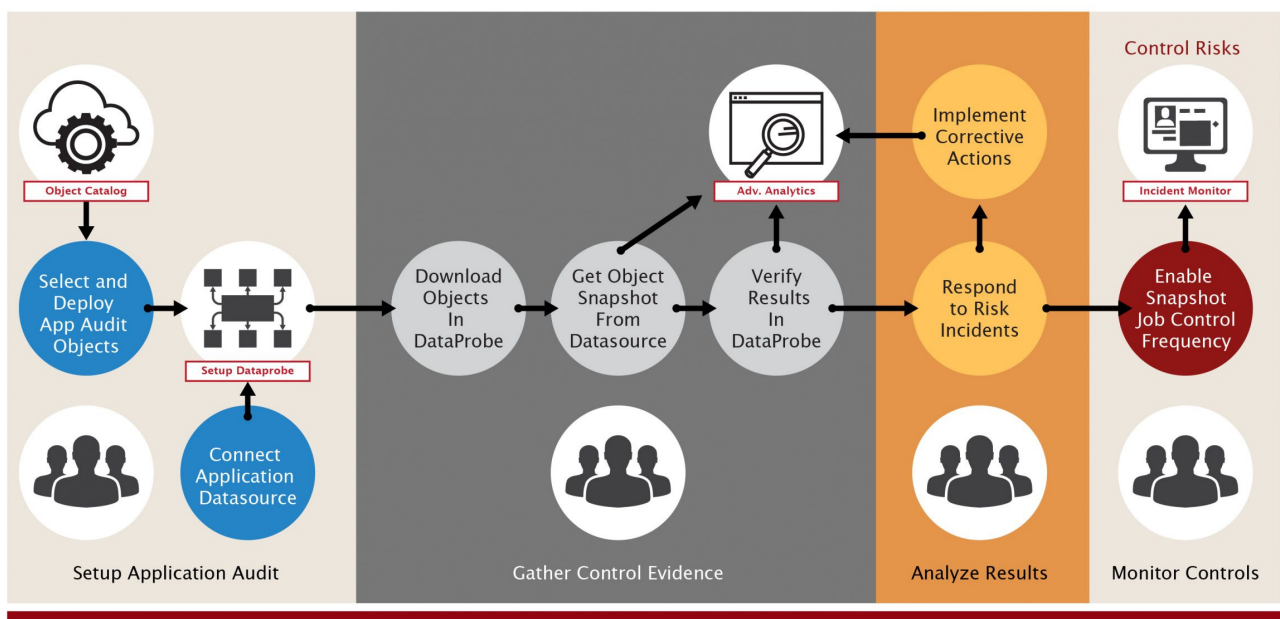 Control Risks
Object Catalog
Select and
Deploy
App Audit
Objects
Setup Dataprobe
Connect
Application
Datasource
Setup Application Audit
Download
Objects
In
DataProbe
Get Object
Snapshot
From
Datasource
Adv. Analytics
Verify
Results
In
DataProbe
Gather Control Evidence
Implement
Corrective
Actions
Respond
to Risk
Incidents
Analyze Results
Incident Monitor
Enable
Snapshot
Job Control
Frequency
Monitor Controls